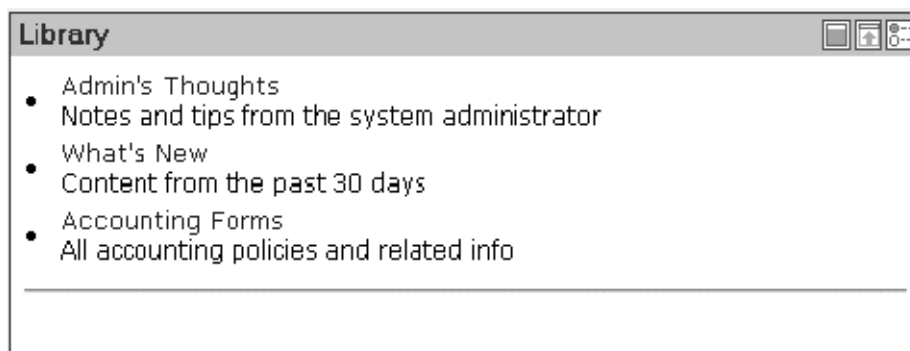 Library
Admin's Thoughts
Notes and tips from the system administrator
What's New
Content from the past 30 days
Accounting Forms
All accounting policies and related info